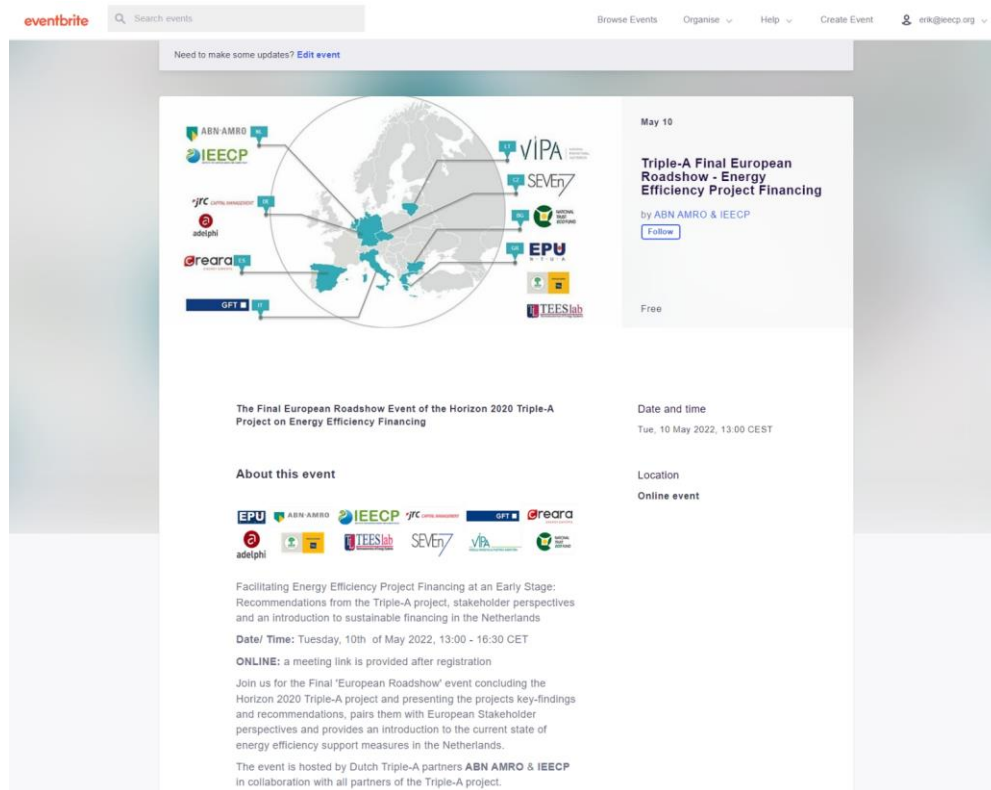 eventbrite
Search events
Browse Events
Organise
Help
Create Event
erik@ieecp.org
Need to make some updates? Edit event
ABN·AMRO
NL
IEECP
JRC CAPITAL MANAGEMENT
DE
adelphi
creara
ES
GFT
IT
LT
VIPA
CZ
SEVEn
BG
NATIONAL
TRUST
ECO FUND
GR
EPU
N·T·U·A
TEESlab
May 10
Triple-A Final European
Roadshow - Energy
Efficiency Project Financing
by ABN AMRO & IEECP
Follow
Free
The Final European Roadshow Event of the Horizon 2020 Triple-A
Project on Energy Efficiency Financing
Date and time
Tue, 10 May 2022, 13:00 CEST
About this event
Location
Online event
EPU ABN·AMRO IEECP JRC CAPITAL MANAGEMENT GFT creara
adelphi TEESlab SEVEn VIPA
Facilitating Energy Efficiency Project Financing at an Early Stage:
Recommendations from the Triple-A project, stakeholder perspectives
and an introduction to sustainable financing in the Netherlands
Date/ Time: Tuesday, 10th of May 2022, 13:00 - 16:30 CET
ONLINE: a meeting link is provided after registration
Join us for the Final 'European Roadshow' event concluding the
Horizon 2020 Triple-A project and presenting the projects key-findings
and recommendations, pairs them with European Stakeholder
perspectives and provides an introduction to the current state of
energy efficiency support measures in the Netherlands.
The event is hosted by Dutch Triple-A partners ABN AMRO & IEECP
in collaboration with all partners of the Triple-A project.